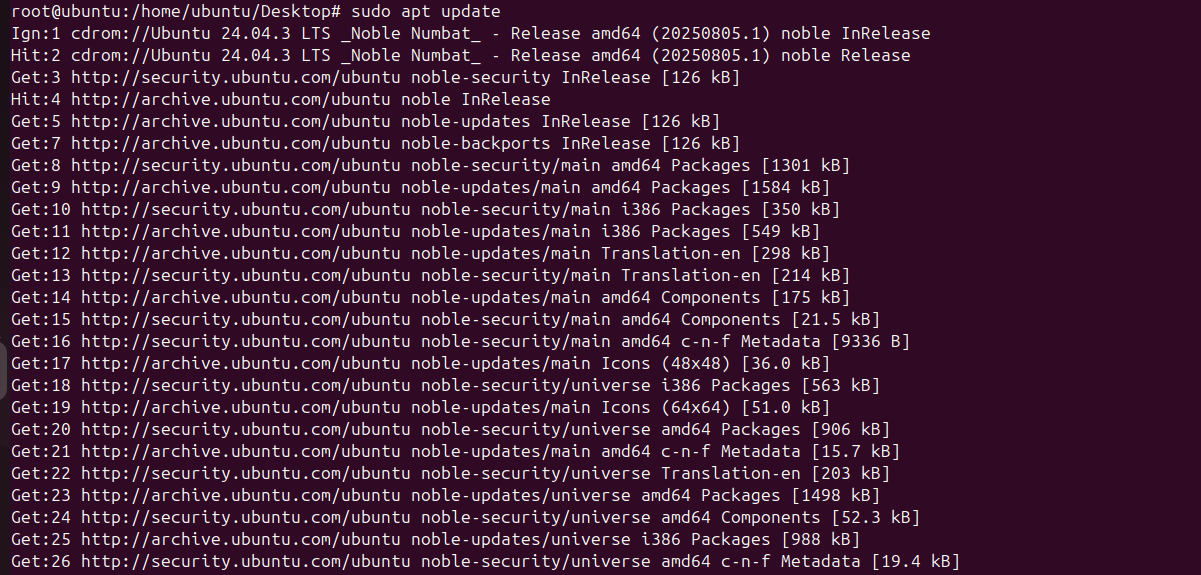 root@ubuntu:/home/ubuntu/Desktop# sudo apt update
Ign:1 cdrom://Ubuntu 24.04.3 LTS _Noble Numbat_ - Release amd64 (20250805.1) noble InRelease
Hit:2 cdrom://Ubuntu 24.04.3 LTS _Noble Numbat_ - Release amd64 (20250805.1) noble Release
Get:3 http://security.ubuntu.com/ubuntu noble-security InRelease [126 kB]
Hit:4 http://archive.ubuntu.com/ubuntu noble InRelease
Get:5 http://archive.ubuntu.com/ubuntu noble-updates InRelease [126 kB]
Get:7 http://archive.ubuntu.com/ubuntu noble-backports InRelease [126 kB]
Get:8 http://security.ubuntu.com/ubuntu noble-security/main amd64 Packages [1301 kB]
Get:9 http://archive.ubuntu.com/ubuntu noble-updates/main amd64 Packages [1584 kB]
Get:10 http://security.ubuntu.com/ubuntu noble-security/main i386 Packages [350 kB]
Get:11 http://archive.ubuntu.com/ubuntu noble-updates/main i386 Packages [549 kB]
Get:12 http://archive.ubuntu.com/ubuntu noble-updates/main Translation-en [298 kB]
Get:13 http://security.ubuntu.com/ubuntu noble-security/main Translation-en [214 kB]
Get:14 http://archive.ubuntu.com/ubuntu noble-updates/main amd64 Components [175 kB]
Get:15 http://security.ubuntu.com/ubuntu noble-security/main amd64 Components [21.5 kB]
Get:16 http://security.ubuntu.com/ubuntu noble-security/main amd64 c-n-f Metadata [9336 B]
Get:17 http://archive.ubuntu.com/ubuntu noble-updates/main Icons (48x48) [36.0 kB]
Get:18 http://security.ubuntu.com/ubuntu noble-security/universe i386 Packages [563 kB]
Get:19 http://archive.ubuntu.com/ubuntu noble-updates/main Icons (64x64) [51.0 kB]
Get:20 http://security.ubuntu.com/ubuntu noble-security/universe amd64 Packages [906 kB]
Get:21 http://archive.ubuntu.com/ubuntu noble-updates/main amd64 c-n-f Metadata [15.7 kB]
Get:22 http://security.ubuntu.com/ubuntu noble-security/universe Translation-en [203 kB]
Get:23 http://archive.ubuntu.com/ubuntu noble-updates/universe amd64 Packages [1498 kB]
Get:24 http://security.ubuntu.com/ubuntu noble-security/universe amd64 Components [52.3 kB]
Get:25 http://archive.ubuntu.com/ubuntu noble-updates/universe i386 Packages [988 kB]
Get:26 http://security.ubuntu.com/ubuntu noble-security/universe amd64 c-n-f Metadata [19.4 kB]